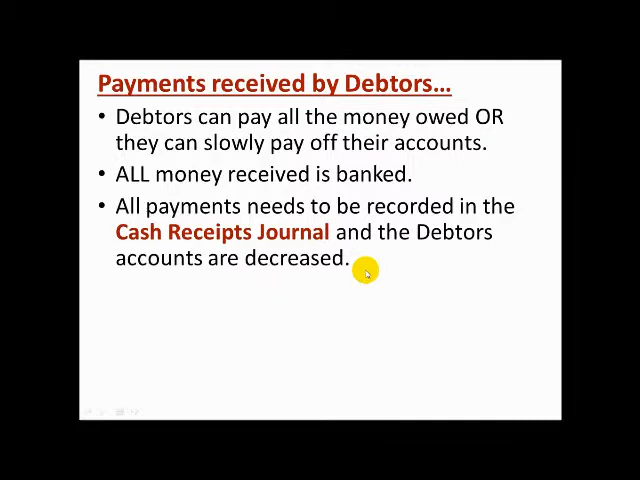 Payments received by Debtors...
• Debtors can pay all the money owed OR
they can slowly pay off their accounts.
• ALL money received is banked.
• All payments needs to be recorded in the
Cash Receipts Journal and the Debtors
accounts are decreased.